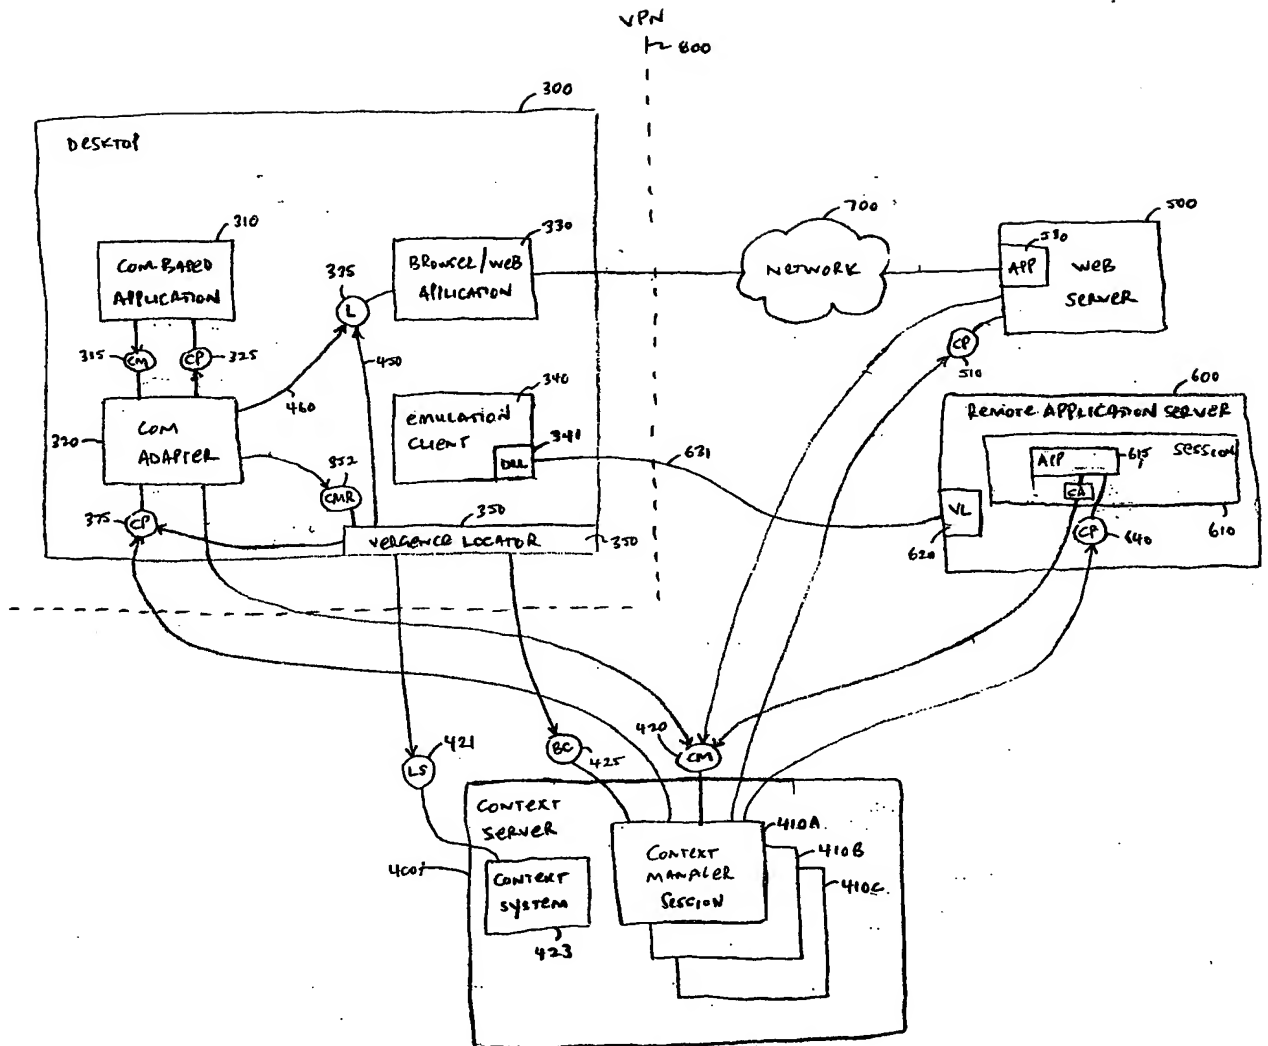 VPN
800
300
DESKTOP
310
COM BASED
APPLICATION
330
BROWSER/WEB
APPLICATION
335
L
700
NETWORK
500
530
APP
WEB
SERVER
315
CM
CP
325
450
460
CP
510
340
EMULATION
CLIENT
341
DLL
320
COM
ADAPTER
352
CMR
631
600
REMOTE APPLICATION SERVER
SESSION
APP
615
CA
610
VL
620
CP
640
375
CP
350
VERGENCE LOCATOR
350
421
LS
BC
425
420
CM
CONTEXT
SERVER
400
CONTEXT
SYSTEM
423
CONTEXT
MANAGER
SESSION
410A
410B
410C